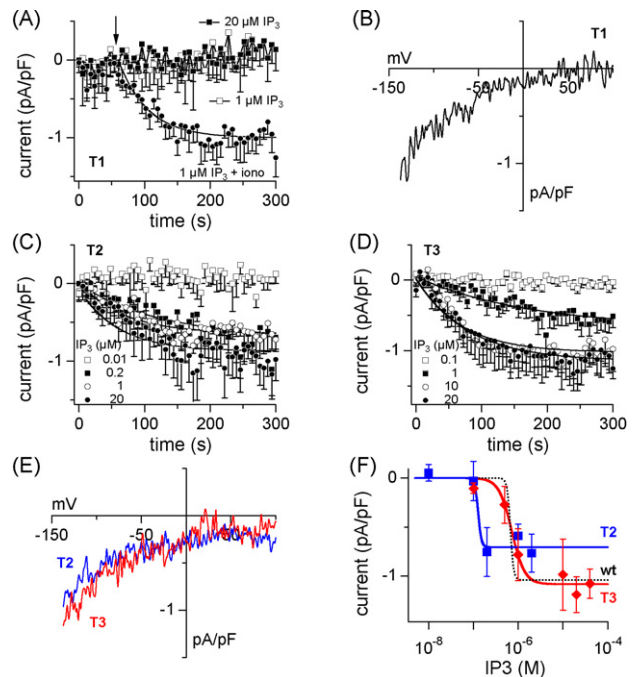 (A)
20 µM IP3
0
1 µM IP3
-1
T1
1 µM IP3 + iono
current (pA/pF)
0 100 200 300
time (s)
(B)
T1
mV
-150 -50 50
-1
pA/pF
(C)
T2
0
-1
IP3 (µM)
0.01
0.2
1
20
current (pA/pF)
0 100 200 300
time (s)
(D)
T3
0
-1
IP3 (µM)
0.1
1
10
20
current (pA/pF)
0 100 200 300
time (s)
(E)
mV
-150 -50 50
T2
T3
-1
pA/pF
(F)
0
T2
wt
-1
T3
current (pA/pF)
10-8 10-6 10-4
IP3 (M)